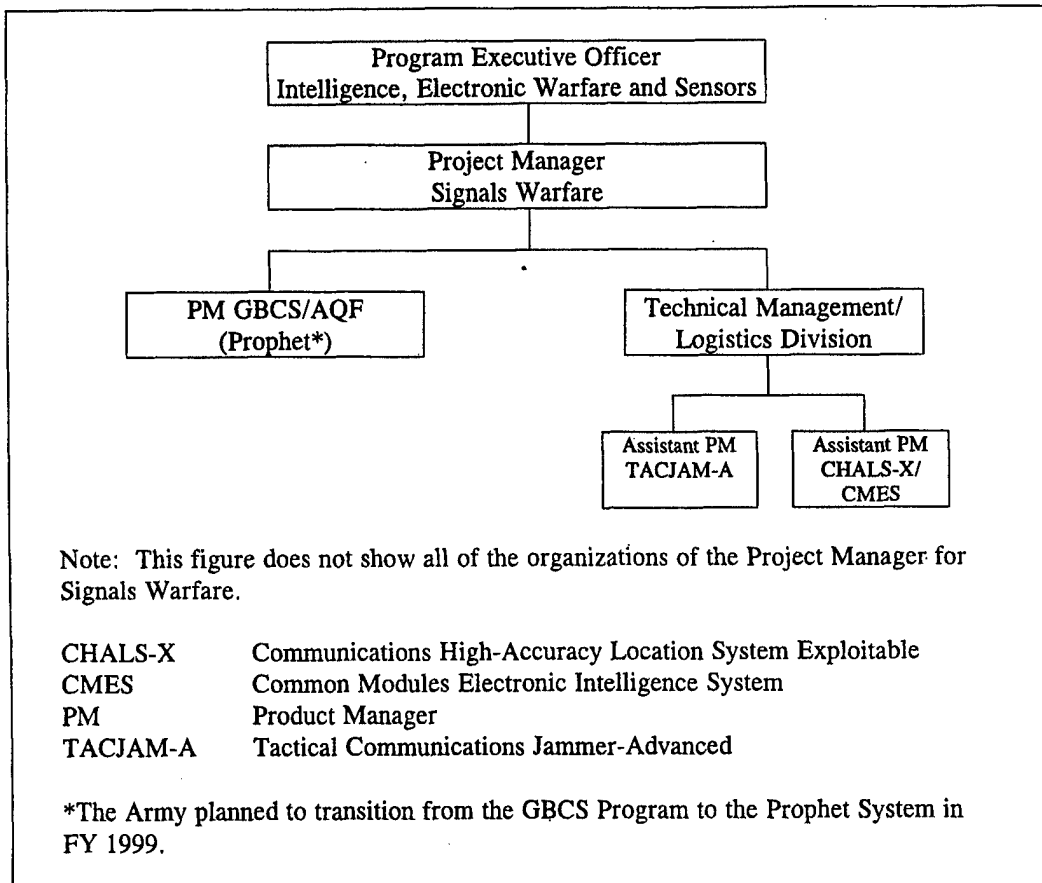 Program Executive Officer
Intelligence, Electronic Warfare and Sensors
Project Manager
Signals Warfare
PM GBCS/AQF
(Prophet*)
Technical Management/
Logistics Division
Assistant PM
TACJAM-A
Assistant PM
CHALS-X/
CMES
Note: This figure does not show all of the organizations of the Project Manager for
Signals Warfare.
CHALS-X Communications High-Accuracy Location System Exploitable
CMES Common Modules Electronic Intelligence System
PM Product Manager
TACJAM-A Tactical Communications Jammer-Advanced
*The Army planned to transition from the GBCS Program to the Prophet System in
FY 1999.